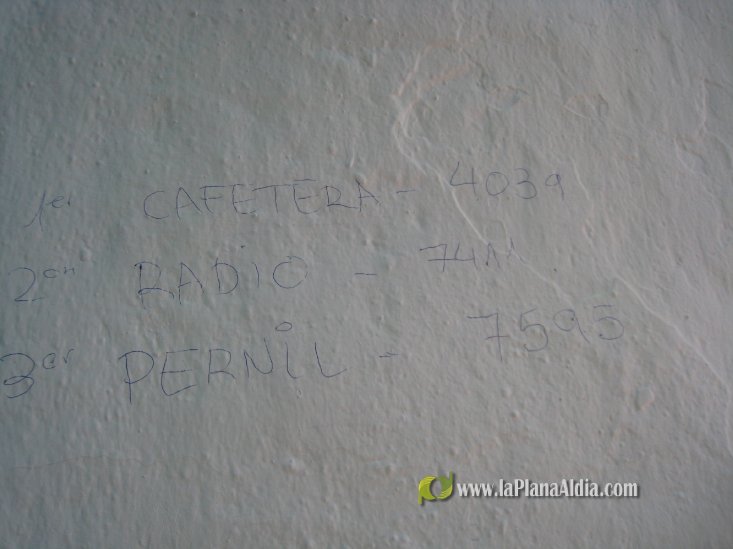 1er CAFETERA - 4039
2on RADIO - 7411
3er PERNIL - 7595
www.laPlanaAldia.com